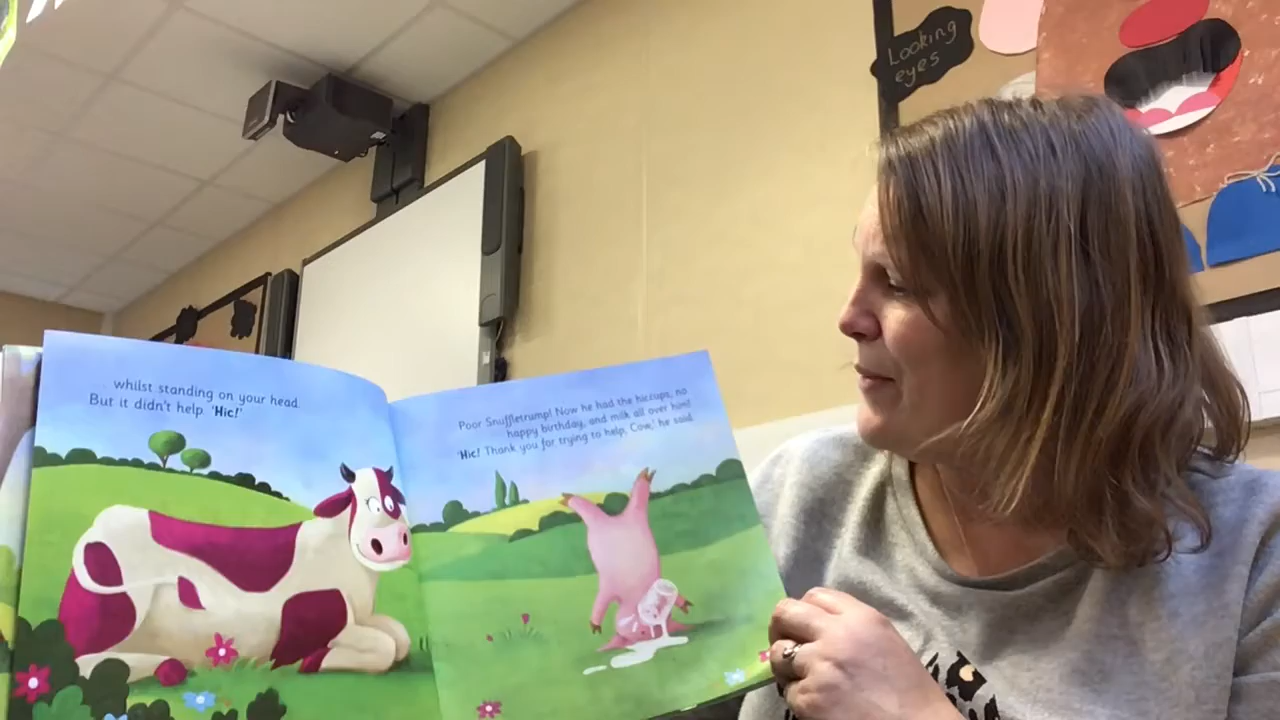 Looking
eyes
whilst standing on your head.
But it didn't help. 'Hic!'
Poor Snuffletrump! Now he had the hiccups, no
happy birthday, and milk all over him!
'Hic! Thank you for trying to help, Cow,' he said.